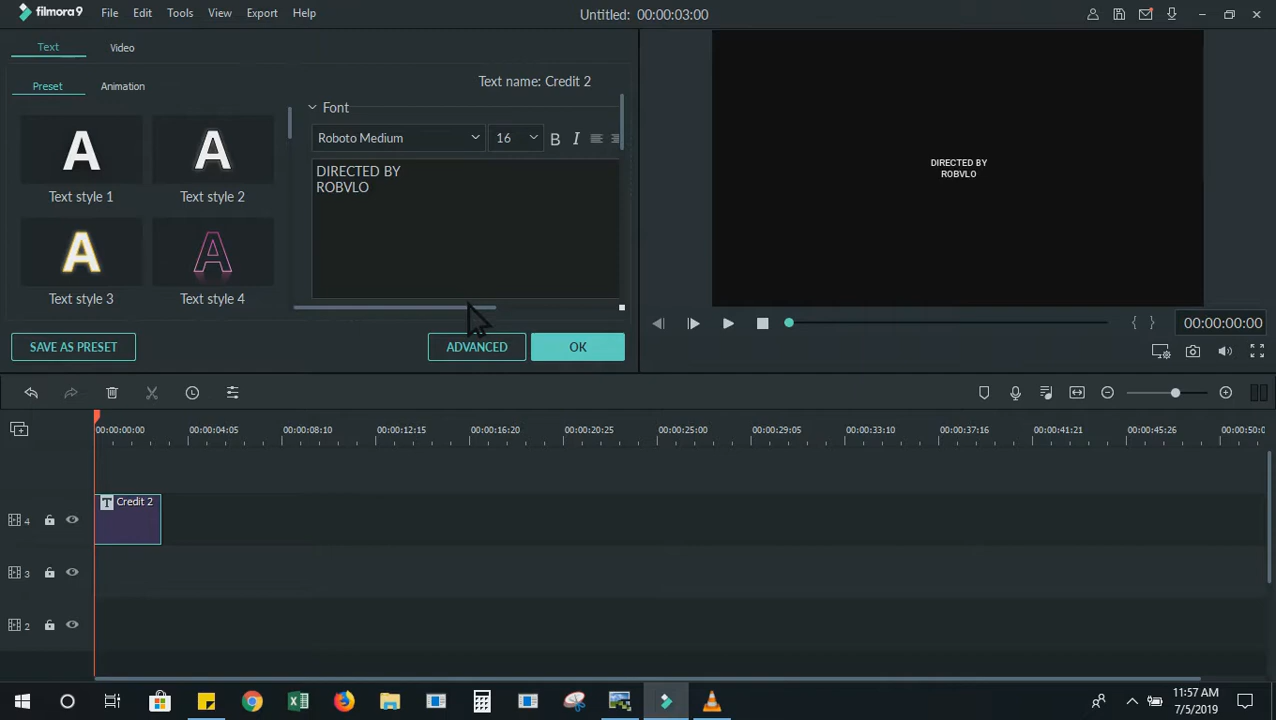 filmora9 File Edit Tools View Export Help Untitled: 00:00:03:00
Text Video
Preset Animation
Text name: Credit 2
Font
Roboto Medium 16 B I
DIRECTED BY
ROBVLO
A A
Text style 1 Text style 2
A A
Text style 3 Text style 4
SAVE AS PRESET ADVANCED OK
DIRECTED BY
ROBVLO
{ } 00:00:00:00
00:00:00:00 00:00:04:05 00:00:08:10 00:00:12:15 00:00:16:20 00:00:20:25 00:00:25:00 00:00:29:05 00:00:33:10 00:00:37:16 00:00:41:21 00:00:45:26 00:00:50:0
T Credit 2
4
3
2
11:57 AM
7/5/2019